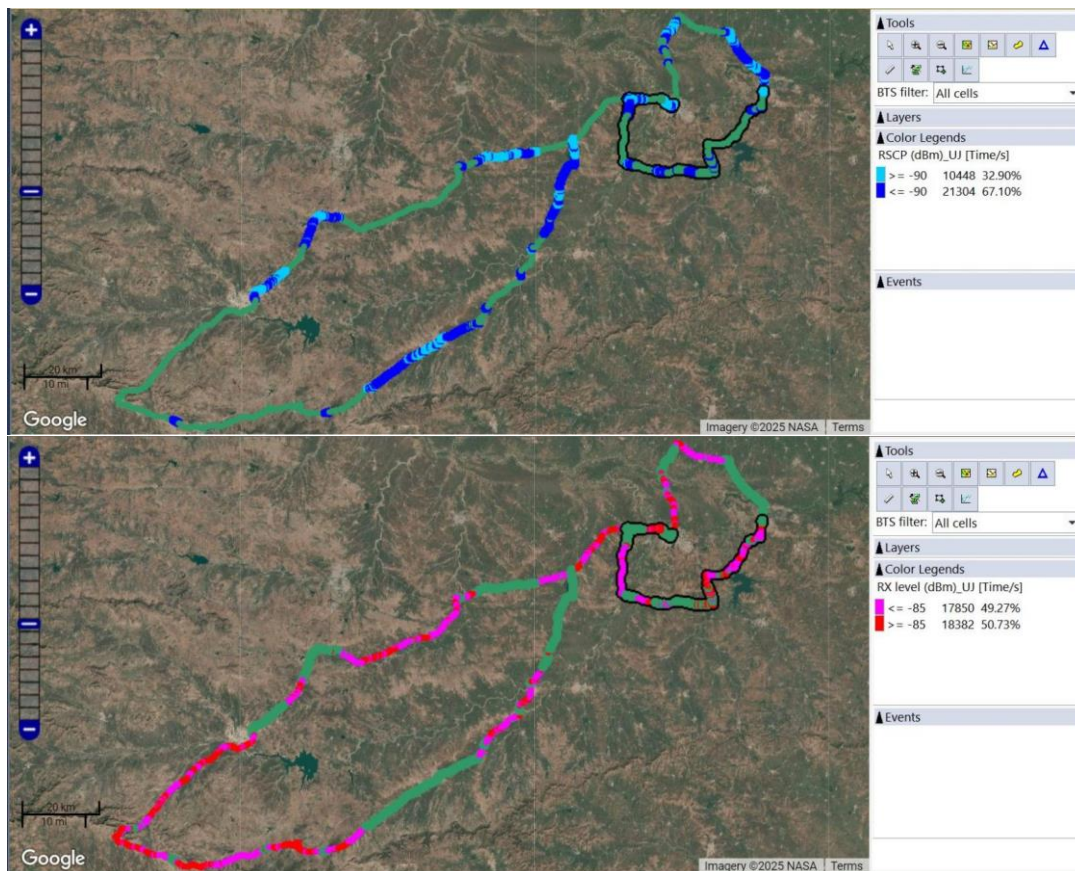 Tools
BTS filter: All cells
Layers
Color Legends
RSCP (dBm)_UJ [Time/s]
>= -90 10448 32.90%
<= -90 21304 67.10%
Events
20 km
10 mi
Google
Imagery ©2025 NASA
Terms
Tools
BTS filter: All cells
Layers
Color Legends
RX level (dBm)_UJ [Time/s]
<= -85 17850 49.27%
>= -85 18382 50.73%
Events
20 km
10 mi
Google
Imagery ©2025 NASA
Terms